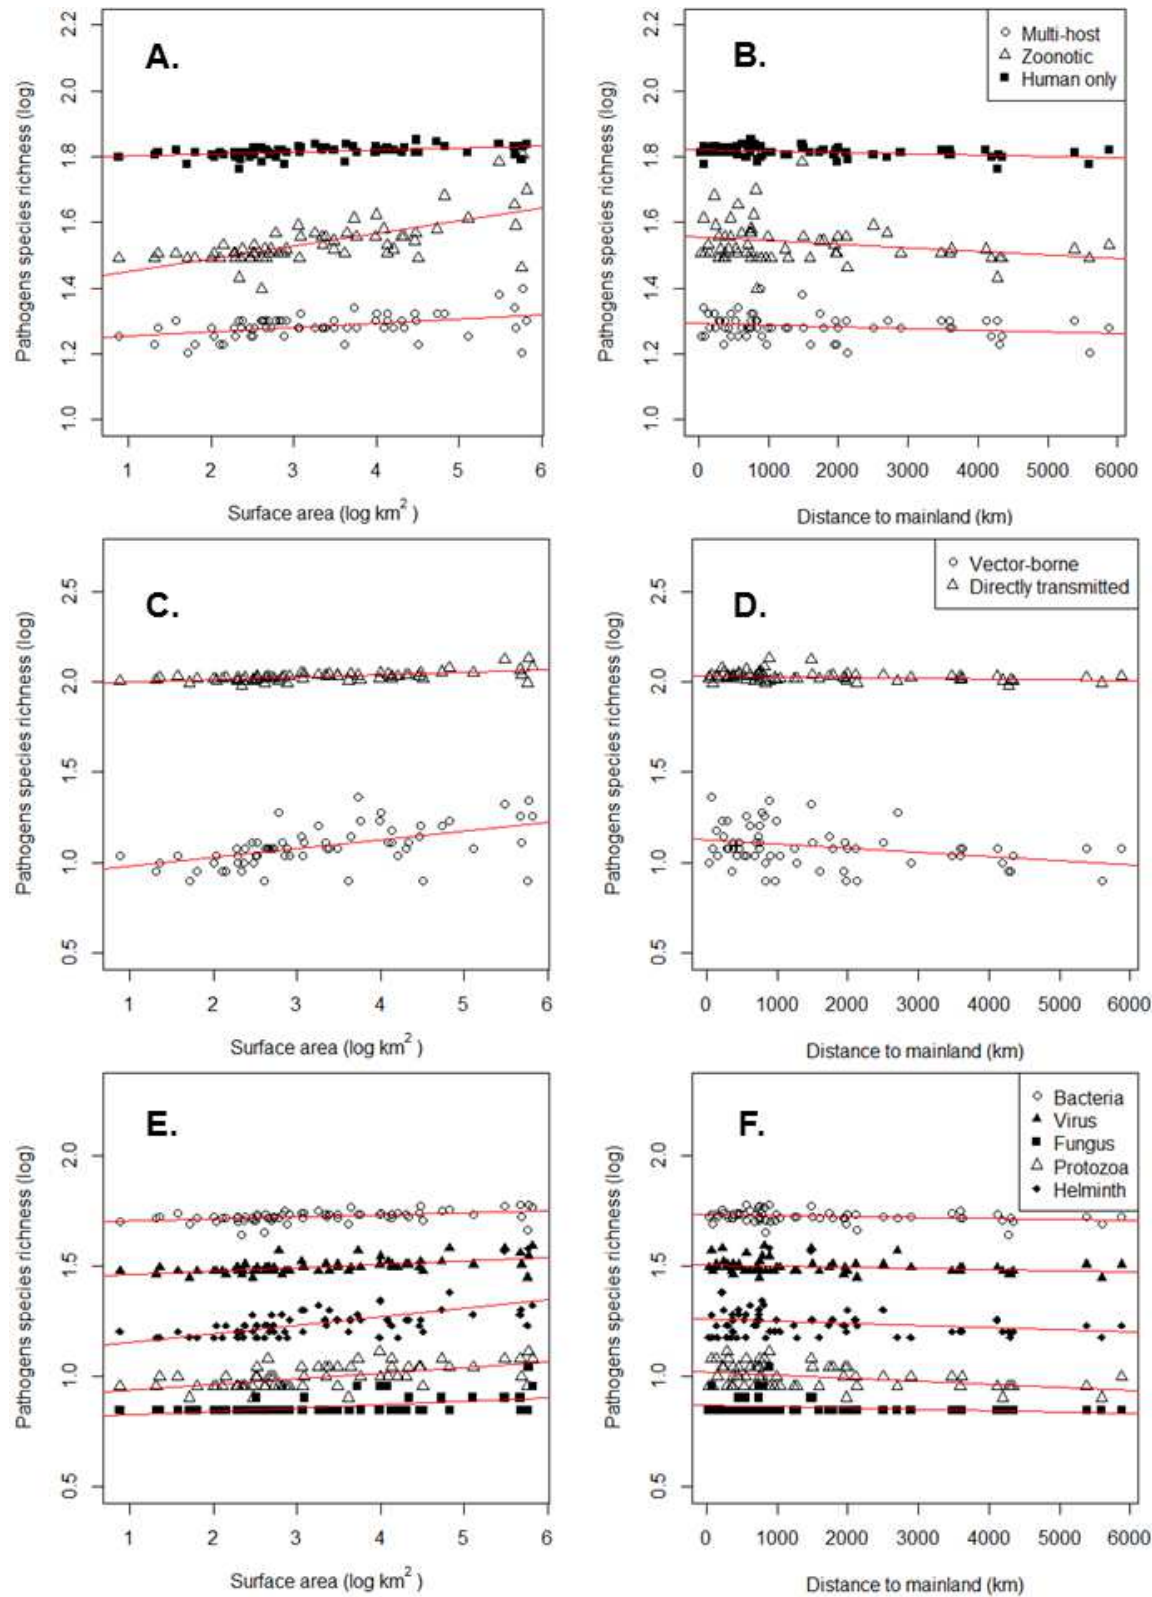 A.
Pathogens species richness (log)
2.2
2.0
1.8
1.6
1.4
1.2
1.0
1 2 3 4 5 6
Surface area (log km2)
B.
Multi-host
Zoonotic
Human only
Pathogens species richness (log)
2.2
2.0
1.8
1.6
1.4
1.2
1.0
0 1000 2000 3000 4000 5000 6000
Distance to mainland (km)
C.
Pathogens species richness (log)
2.5
2.0
1.5
1.0
0.5
1 2 3 4 5 6
Surface area (log km2)
D.
Vector-borne
Directly transmitted
Pathogens species richness (log)
2.5
2.0
1.5
1.0
0.5
0 1000 2000 3000 4000 5000 6000
Distance to mainland (km)
E.
Pathogens species richness (log)
2.0
1.5
1.0
0.5
1 2 3 4 5 6
Surface area (log km2)
F.
Bacteria
Virus
Fungus
Protozoa
Helminth
Pathogens species richness (log)
2.0
1.5
1.0
0.5
0 1000 2000 3000 4000 5000 6000
Distance to mainland (km)